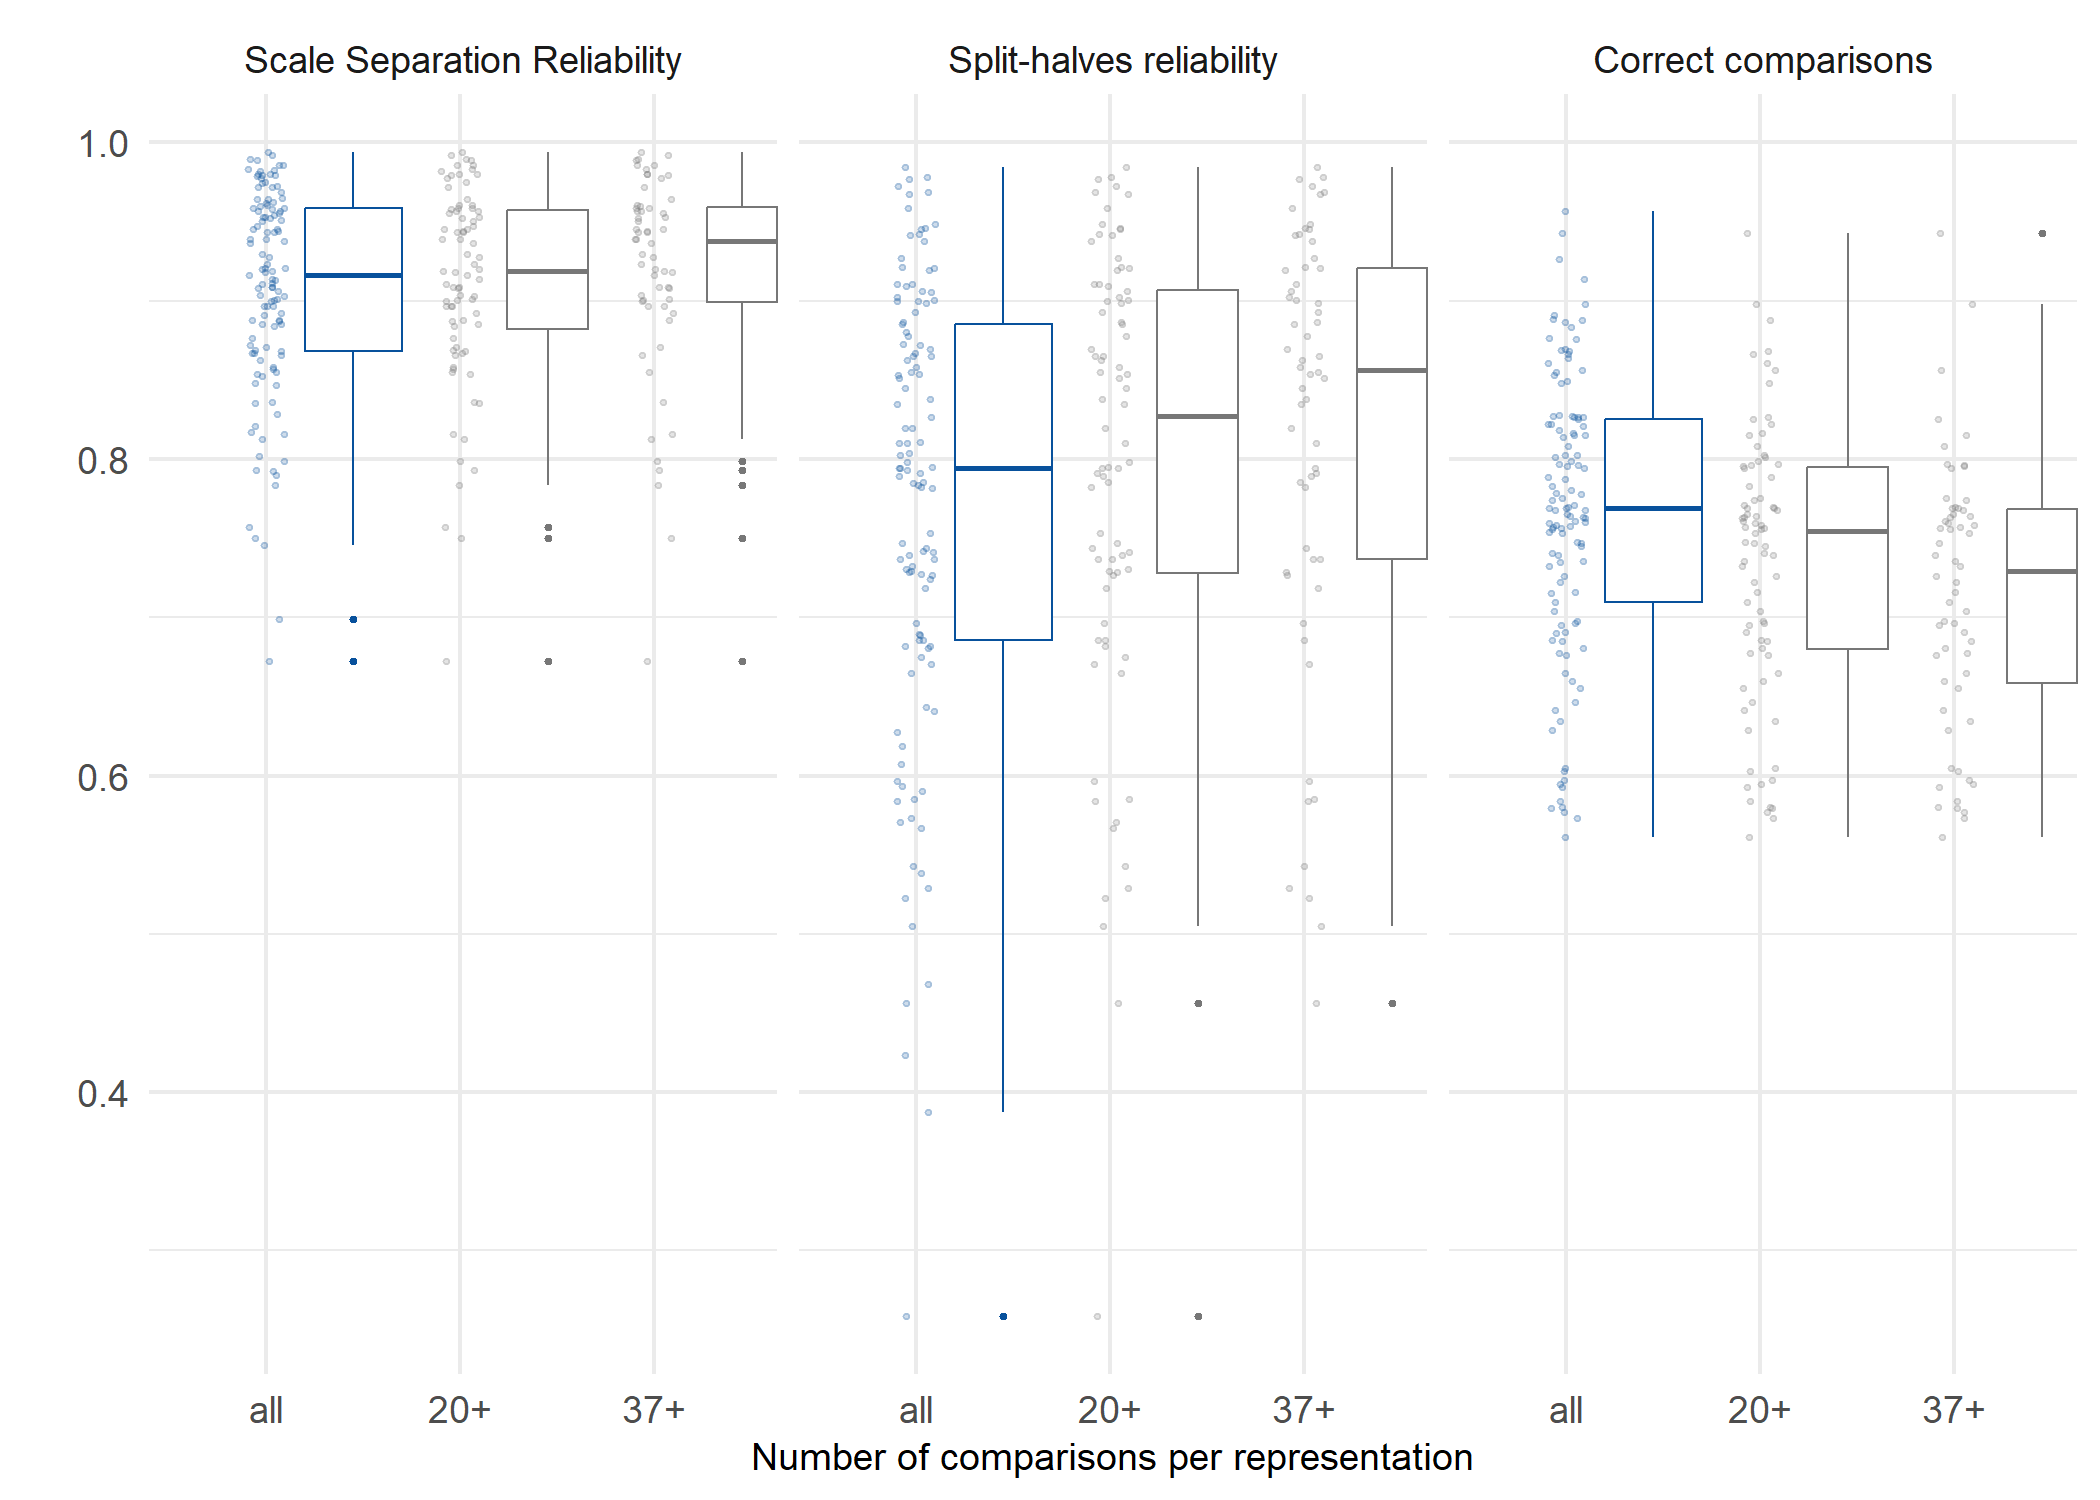 Scale Separation Reliability
Split-halves reliability
Correct comparisons
1.0
0.8
0.6
0.4
all
20+
37+
all
20+
37+
all
20+
37+
Number of comparisons per representation